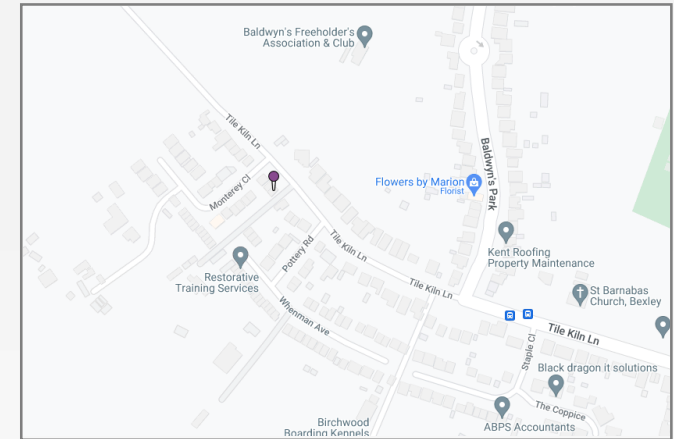 Baldwyn's Freeholder's
Association & Club
Tile Kiln Ln
Baldwyn's Park
Flowers by Marion
Florist
Monterey Cl
Pottery Rd
Tile Kiln Ln
Kent Roofing
Property Maintenance
Restorative
Training Services
Tile Kiln Ln
St Barnabas
Church, Bexley
Whenman Ave
Tile Kiln Ln
Staple Cl
Black dragon it solutions
The Coppice
ABPS Accountants
Birchwood
Boarding Kennels